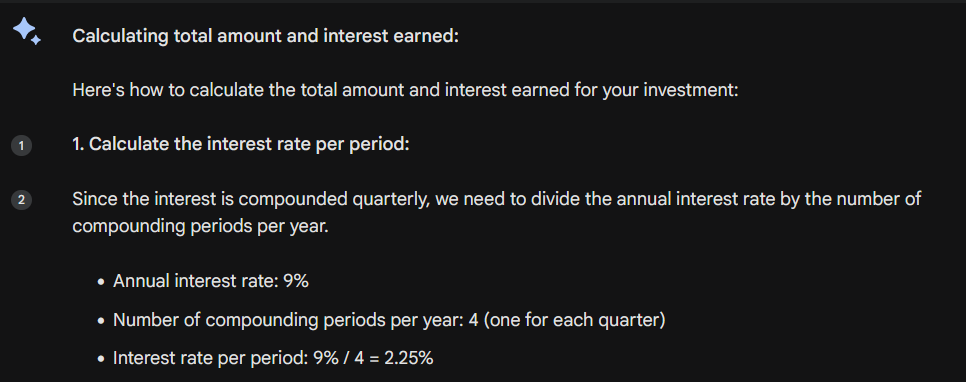 Calculating total amount and interest earned:
Here's how to calculate the total amount and interest earned for your investment:
1
1. Calculate the interest rate per period:
2
Since the interest is compounded quarterly, we need to divide the annual interest rate by the number of
compounding periods per year.
• Annual interest rate: 9%
• Number of compounding periods per year: 4 (one for each quarter)
• Interest rate per period: 9% / 4 = 2.25%